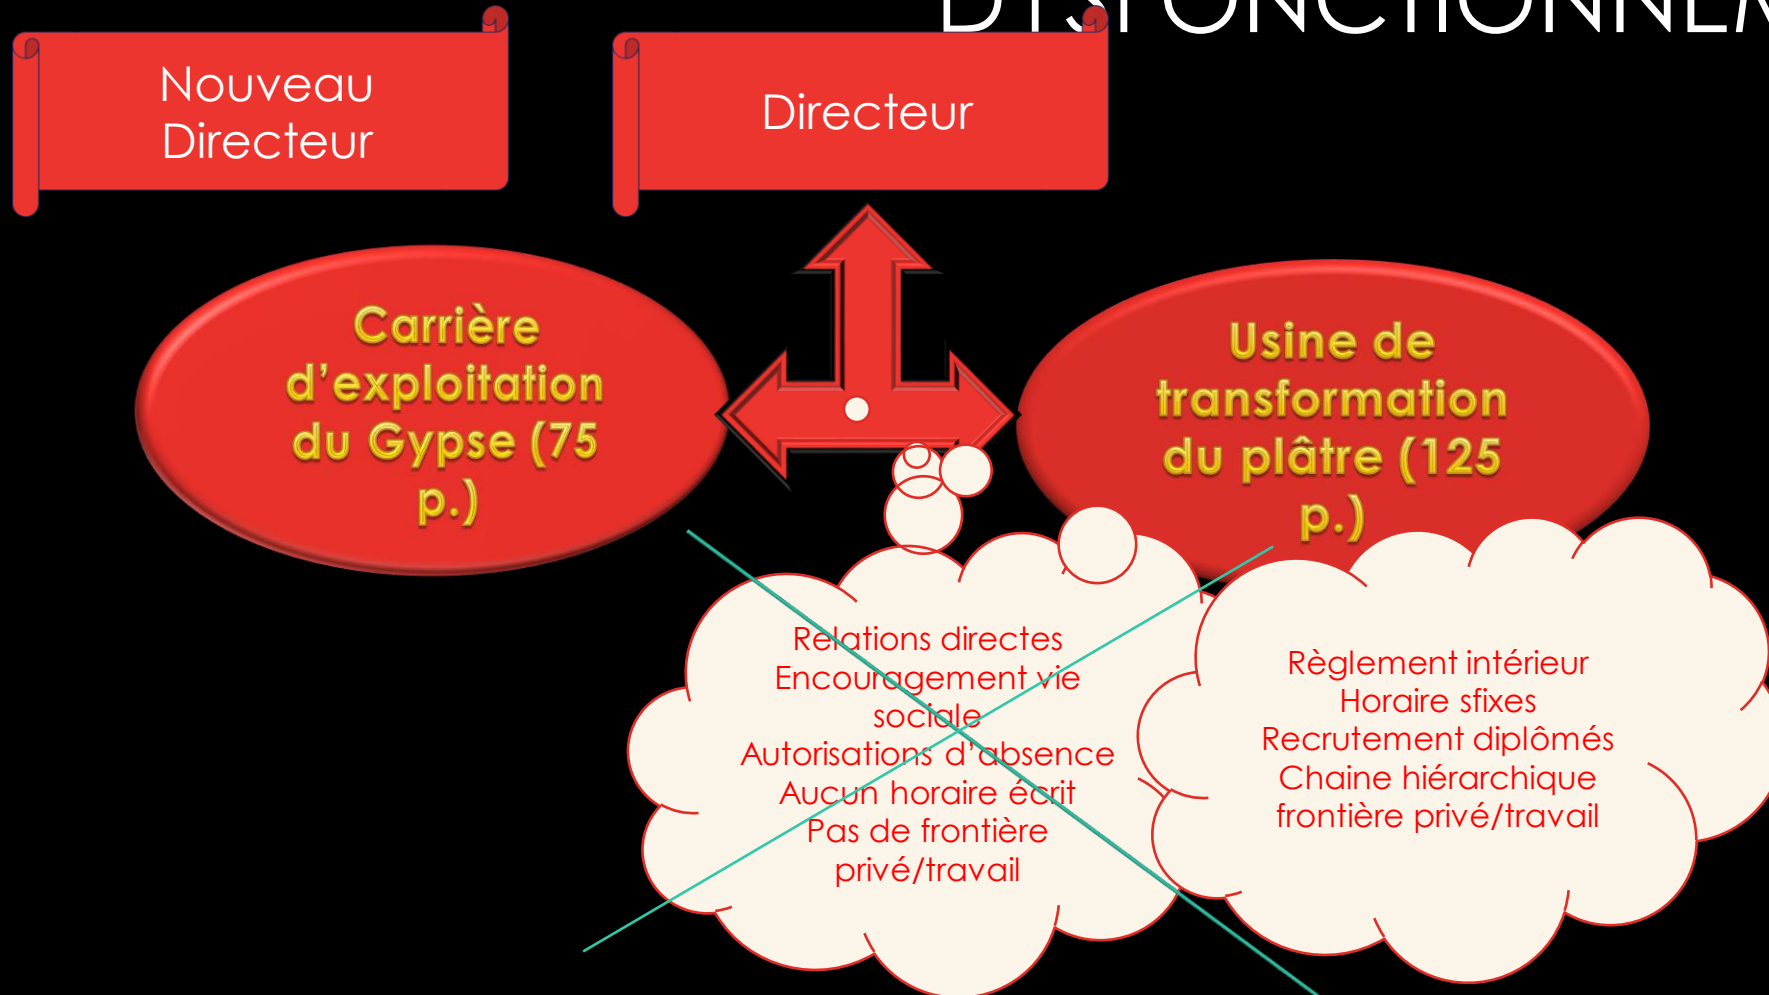 DYSFONCTIONNEM
Nouveau
Directeur
Directeur
Carrière
d’exploitation
du Gypse (75
p.)
Usine de
transformation
du plâtre (125
p.)
Relations directes
Encouragement vie
sociale
Autorisations d’absence
Aucun horaire écrit
Pas de frontière
privé/travail
Règlement intérieur
Horaire sfixes
Recrutement diplômés
Chaine hiérarchique
frontière privé/travail